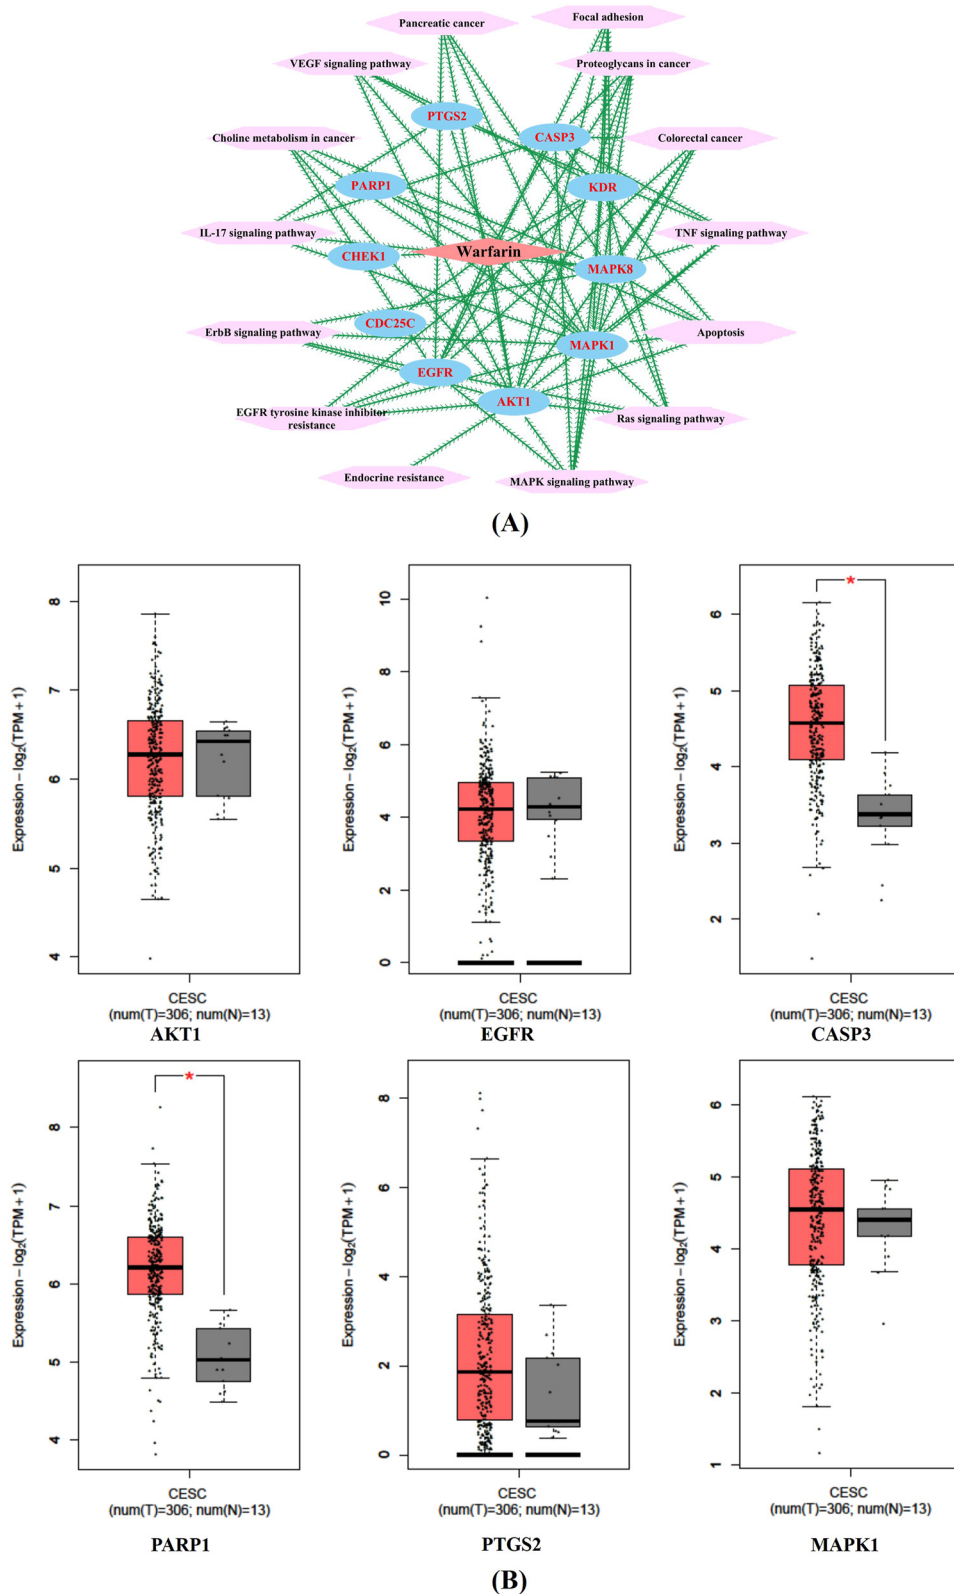 Pancreatic cancer
Focal adhesion
VEGF signaling pathway
Proteoglycans in cancer
PTGS2
CASP3
Choline metabolism in cancer
Colorectal cancer
PARP1
KDR
IL-17 signaling pathway
TNF signaling pathway
CHEK1
Warfarin
MAPK8
CDC25C
ErbB signaling pathway
MAPK1
Apoptosis
EGFR
AKT1
EGFR tyrosine kinase inhibitor
resistance
Ras signaling pathway
Endocrine resistance
MAPK signaling pathway
(A)
Expression – log2(TPM + 1)
8
7
6
5
4
CESC
(num(T)=306; num(N)=13)
AKT1
Expression – log2(TPM + 1)
10
8
6
4
2
0
CESC
(num(T)=306; num(N)=13)
EGFR
Expression – log2(TPM + 1)
6
5
4
3
2
*
CESC
(num(T)=306; num(N)=13)
CASP3
Expression – log2(TPM + 1)
8
7
6
5
4
*
CESC
(num(T)=306; num(N)=13)
PARP1
Expression – log2(TPM + 1)
8
6
4
2
0
CESC
(num(T)=306; num(N)=13)
PTGS2
Expression – log2(TPM + 1)
6
5
4
3
2
1
CESC
(num(T)=306; num(N)=13)
MAPK1
(B)